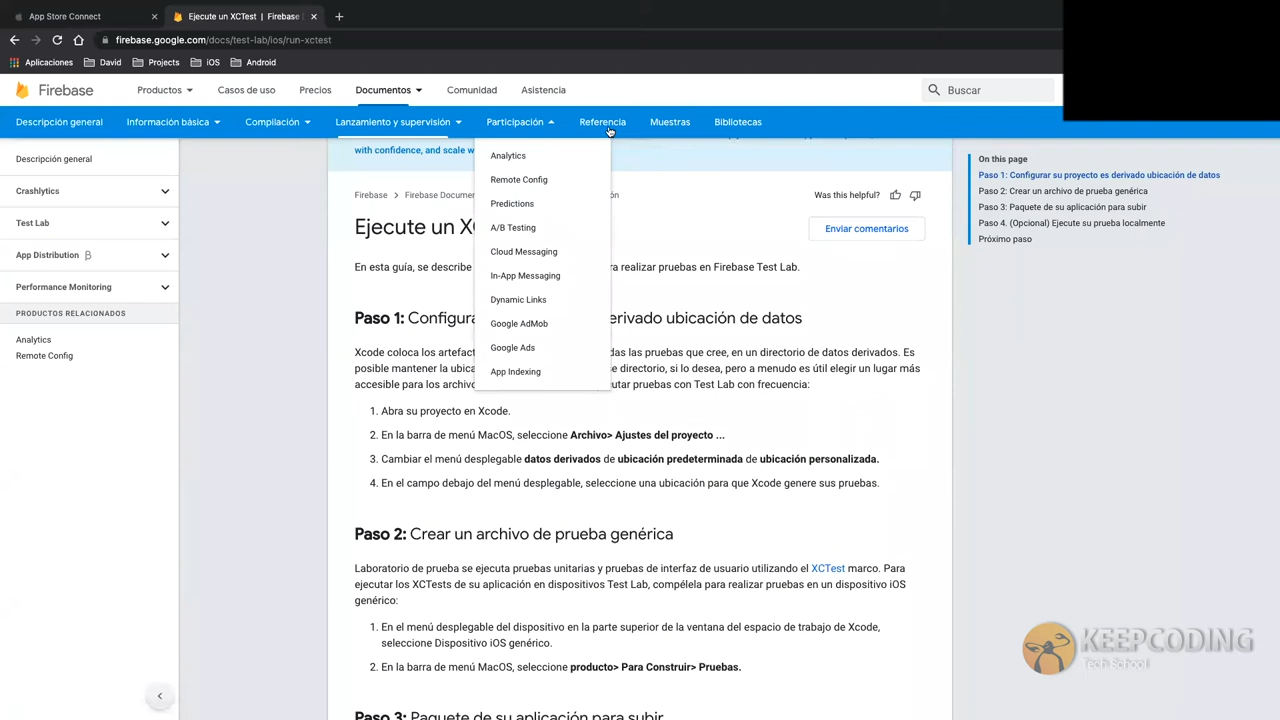 App Store Connect
Ejecute un XCTest | Firebase
firebase.google.com/docs/test-lab/ios/run-xctest
Aplicaciones David Projects iOS Android
Firebase Productos Casos de uso Precios Documentos Comunidad Asistencia Buscar
Descripción general Información básica Compilación Lanzamiento y supervisión Participación Referencia Muestras Bibliotecas
Descripción general
Crashlytics
Test Lab
App Distribution β
Performance Monitoring
PRODUCTOS RELACIONADOS
Analytics
Remote Config
Analytics
Remote Config
Predictions
A/B Testing
Cloud Messaging
In-App Messaging
Dynamic Links
Google AdMob
Google Ads
App Indexing
with confidence, and scale w
Firebase > Firebase Documen ón
Was this helpful?
Ejecute un XC
Enviar comentarios
En esta guía, se describe ra realizar pruebas en Firebase Test Lab.
Paso 1: Configura erivado ubicación de datos
Xcode coloca los artefact das las pruebas que cree, en un directorio de datos derivados. Es
posible mantener la ubica se directorio, si lo desea, pero a menudo es útil elegir un lugar más
accesible para los archivo cutar pruebas con Test Lab con frecuencia:
1. Abra su proyecto en Xcode.
2. En la barra de menú MacOS, seleccione Archivo> Ajustes del proyecto ...
3. Cambiar el menú desplegable datos derivados de ubicación predeterminada de ubicación personalizada.
4. En el campo debajo del menú desplegable, seleccione una ubicación para que Xcode genere sus pruebas.
Paso 2: Crear un archivo de prueba genérica
Laboratorio de prueba se ejecuta pruebas unitarias y pruebas de interfaz de usuario utilizando el XCTest marco. Para
ejecutar los XCTests de su aplicación en dispositivos Test Lab, compélela para realizar pruebas en un dispositivo iOS
genérico:
1. En el menú desplegable del dispositivo en la parte superior de la ventana del espacio de trabajo de Xcode,
seleccione Dispositivo iOS genérico.
2. En la barra de menú MacOS, seleccione producto> Para Construir> Pruebas.
Paso 3: Paquete de su aplicación para subir
On this page
Paso 1: Configurar su proyecto es derivado ubicación de datos
Paso 2: Crear un archivo de prueba genérica
Paso 3: Paquete de su aplicación para subir
Paso 4. (Opcional) Ejecute su prueba localmente
Próximo paso
KEEPCODING
Tech School